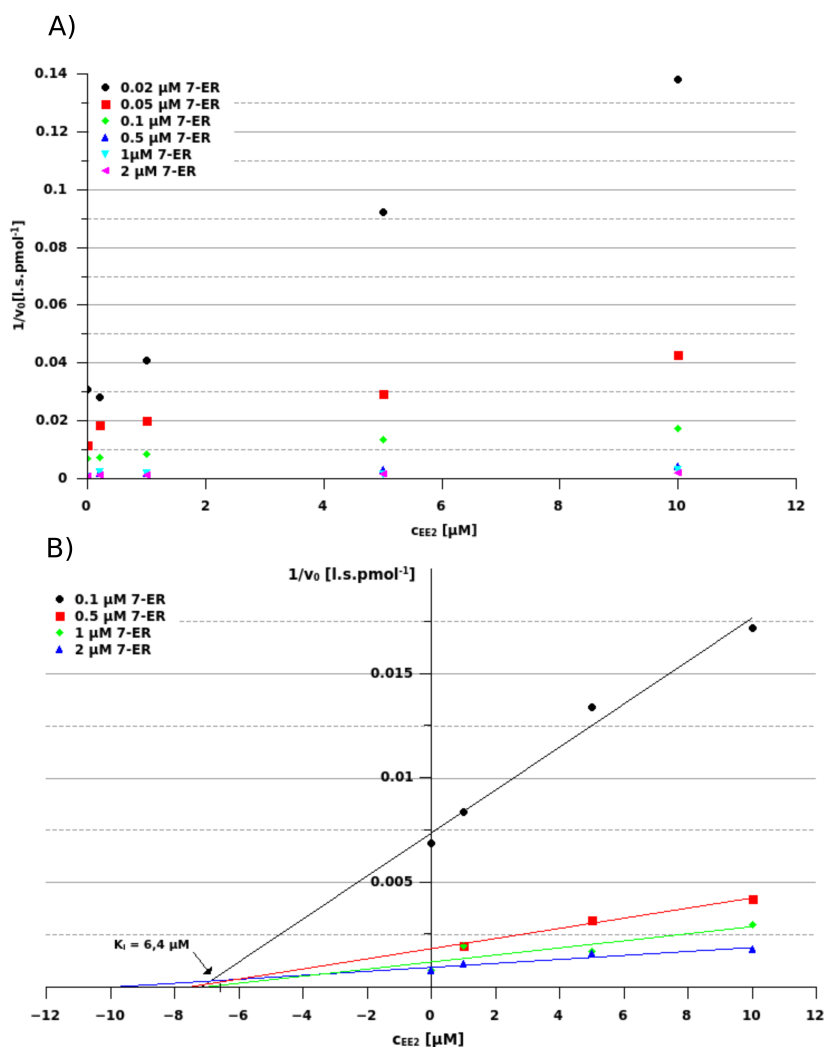 A)
0.14
0.12
0.1
0.08
0.06
0.04
0.02
0
1/v₀[l.s.pmol⁻¹]
0.02 µM 7-ER
0.05 µM 7-ER
0.1 µM 7-ER
0.5 µM 7-ER
1µM 7-ER
2 µM 7-ER
0 2 4 6 8 10 12
cEE2 [µM]
B)
1/v₀ [l.s.pmol⁻¹]
0.1 µM 7-ER
0.5 µM 7-ER
1 µM 7-ER
2 µM 7-ER
0.015
0.01
0.005
Kᵢ = 6,4 µM
−12 −10 −8 −6 −4 −2 0 2 4 6 8 10 12
cEE2 [µM]